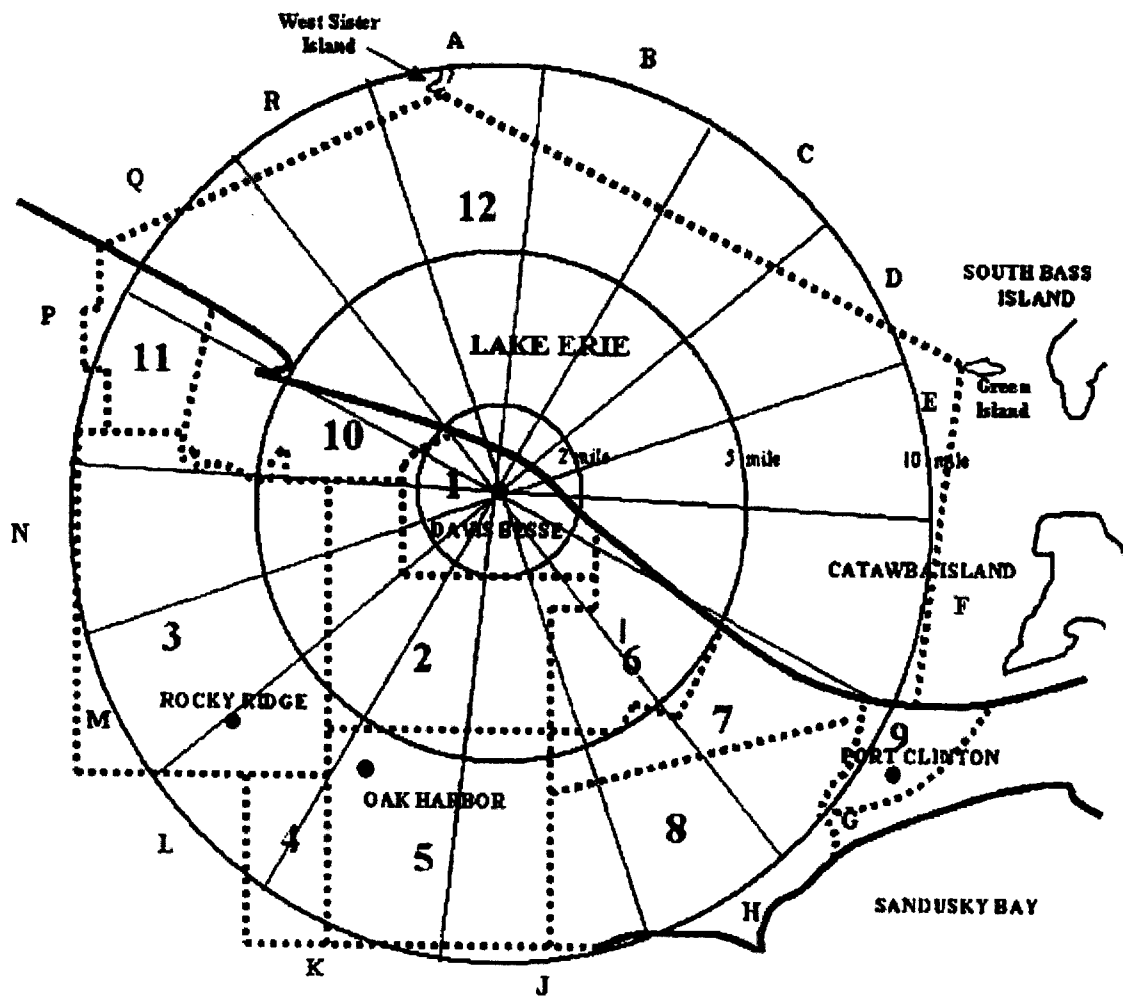 West Sister
Island
A
B
R
C
Q
12
D
SOUTH BASS
ISLAND
P
LAKE ERIE
11
Green
Island
E
10
2 mile
5 mile
10 mile
1
N
DAVIS BESSE
CATAWBA ISLAND
F
3
2
6
ROCKY RIDGE
M
7
9
PORT CLINTON
OAK HARBOR
G
L
4
5
8
H
SANDUSKY BAY
K
J